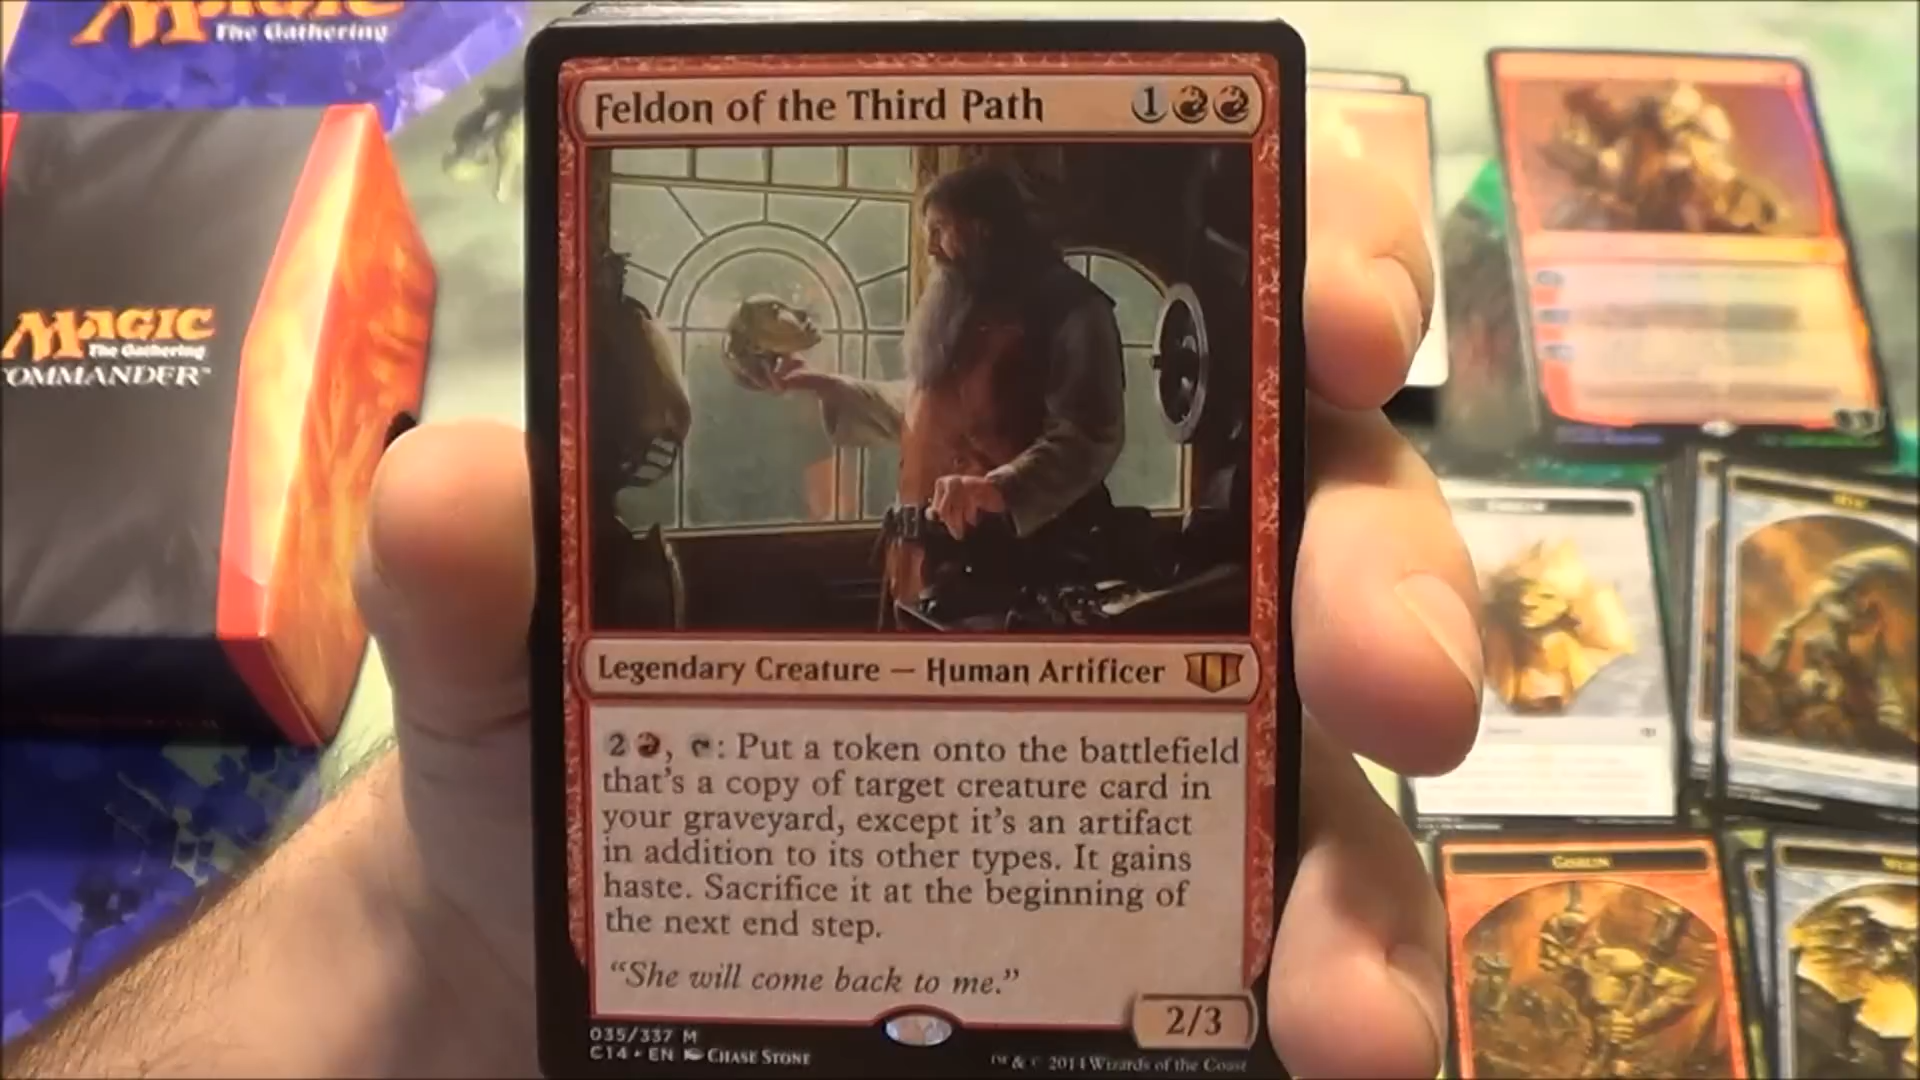 MAGIC
The Gathering
MAGIC
The Gathering
COMMANDER™
Feldon of the Third Path
1
Legendary Creature — Human Artificer
2 , : Put a token onto the battlefield
that's a copy of target creature card in
your graveyard, except it's an artifact
in addition to its other types. It gains
haste. Sacrifice it at the beginning of
the next end step.
“She will come back to me.”
2/3
035/337 M
C14 • EN Chase Stone
™ & © 2014 Wizards of the Coast
Goblin